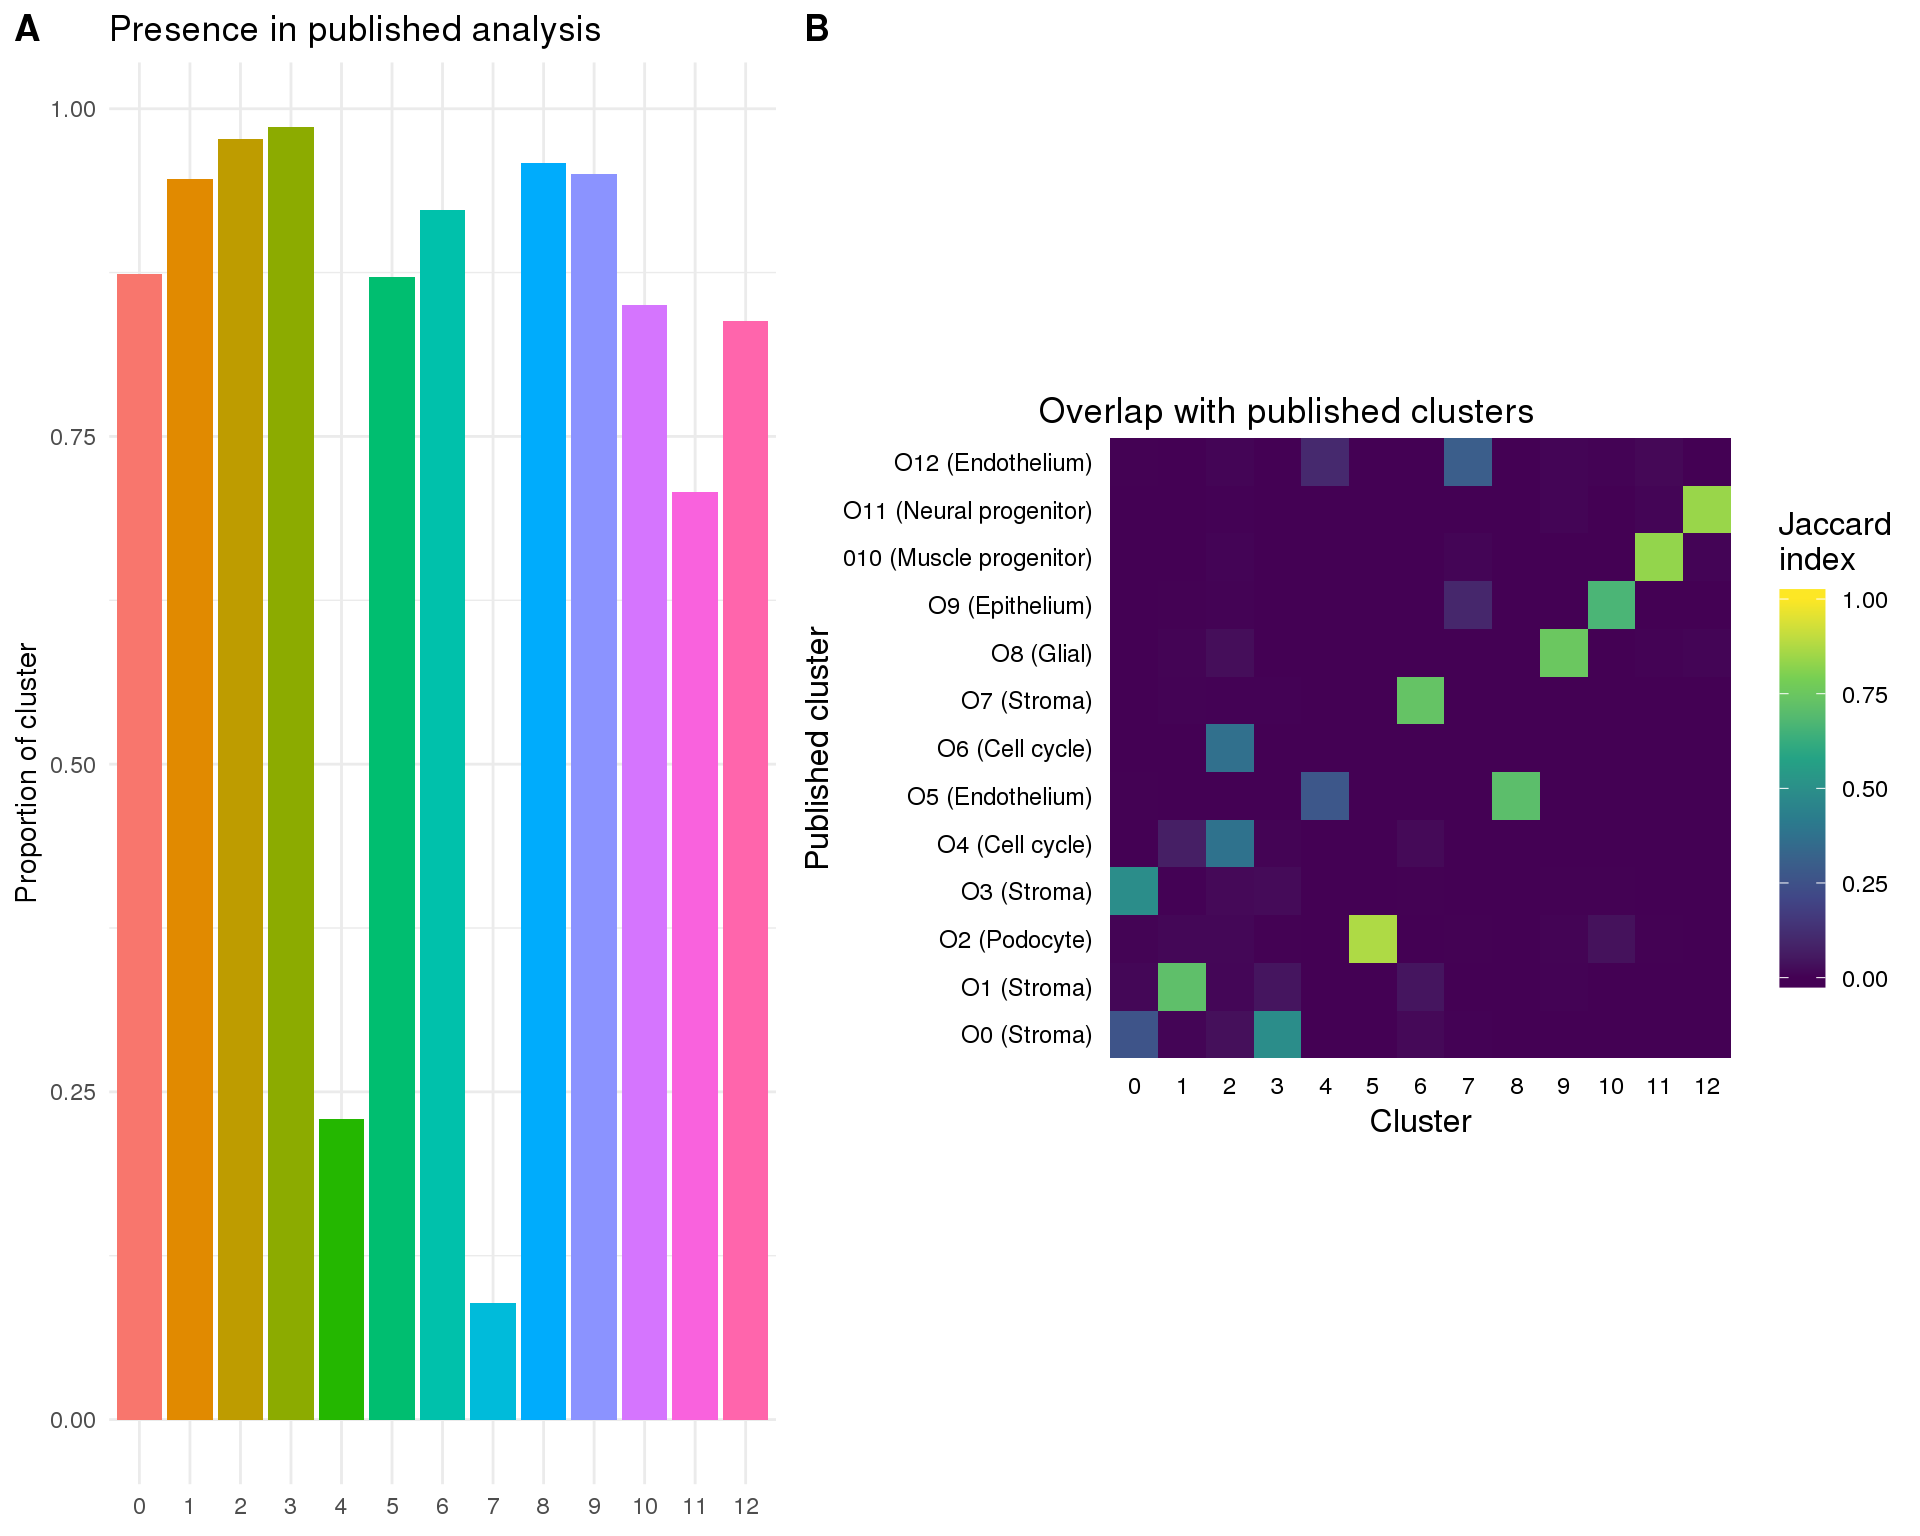 A
Presence in published analysis
Proportion of cluster
1.00
0.75
0.50
0.25
0.00
0 1 2 3 4 5 6 7 8 9 10 11 12
B
Overlap with published clusters
Published cluster
O12 (Endothelium)
O11 (Neural progenitor)
010 (Muscle progenitor)
O9 (Epithelium)
O8 (Glial)
O7 (Stroma)
O6 (Cell cycle)
O5 (Endothelium)
O4 (Cell cycle)
O3 (Stroma)
O2 (Podocyte)
O1 (Stroma)
O0 (Stroma)
0 1 2 3 4 5 6 7 8 9 10 11 12
Cluster
Jaccard
index
1.00
0.75
0.50
0.25
0.00